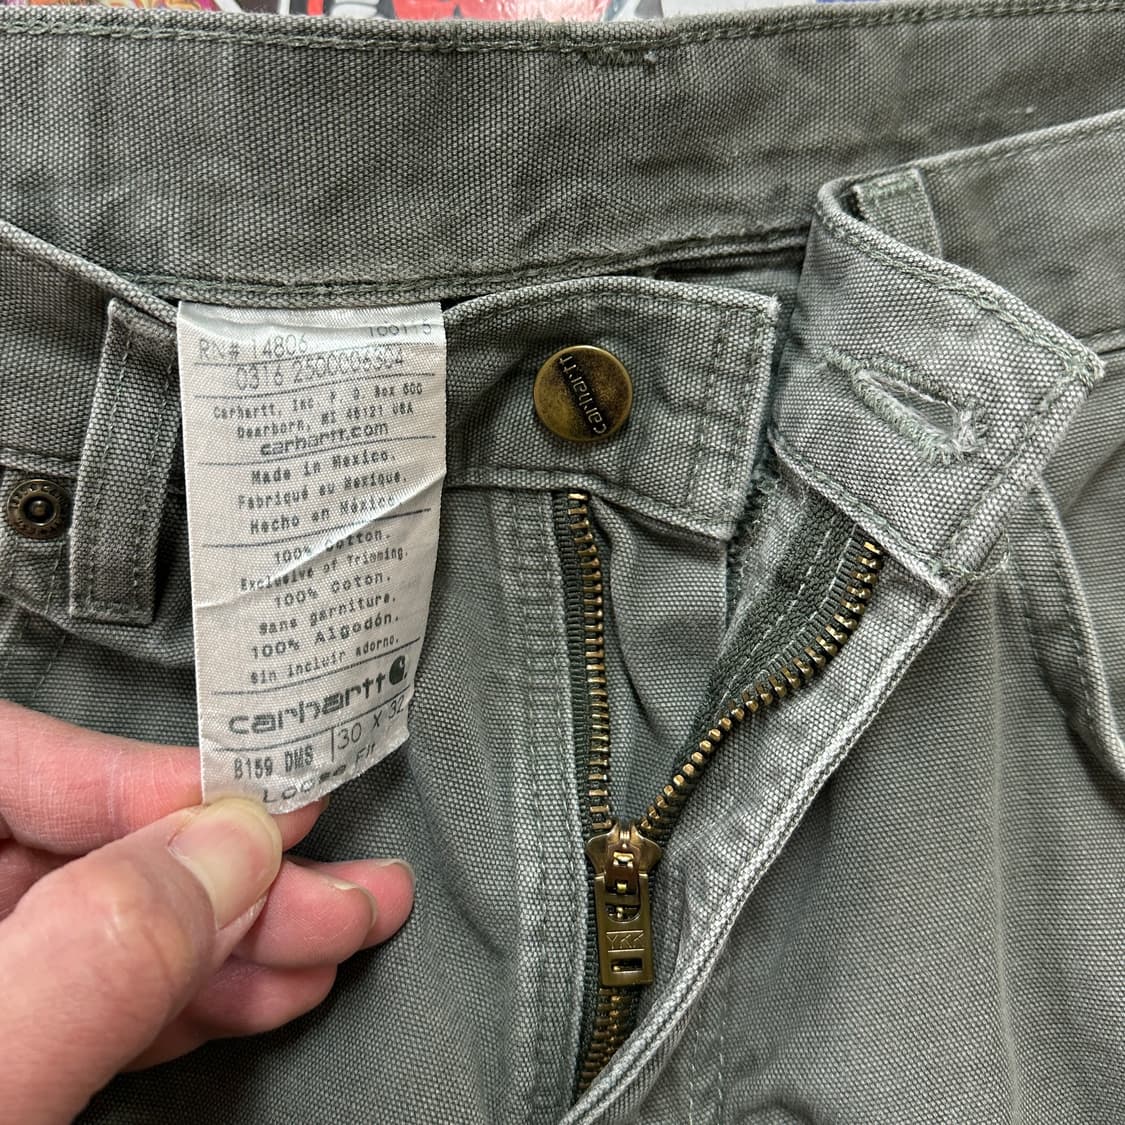 100115
RN# 14806
0316 2500006304
Carhartt, Inc P.O. Box 600
Dearborn, MI 48121 USA
carhartt.com
Made in Mexico.
Fabriqué au Mexique.
Hecho en México.
100% Cotton.
Exclusive of Trimming.
100% Coton.
sans garniture.
100% Algodón.
sin incluir adorno.
carhartt
B159 DMS 30 X 32
Loose Fit
carhartt
YKK